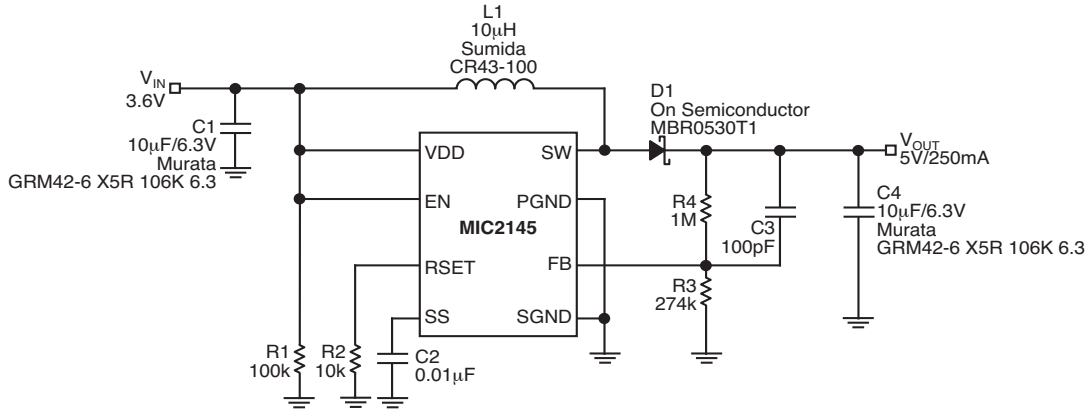 L1
10µH
Sumida
CR43-100
VIN
3.6V
C1
10µF/6.3V
Murata
GRM42-6 X5R 106K 6.3
D1
On Semiconductor
MBR0530T1
VOUT
5V/250mA
VDD
SW
EN
PGND
MIC2145
RSET
FB
SS
SGND
R4
1M
C3
100pF
C4
10µF/6.3V
Murata
GRM42-6 X5R 106K 6.3
R3
274k
R1
100k
R2
10k
C2
0.01µF